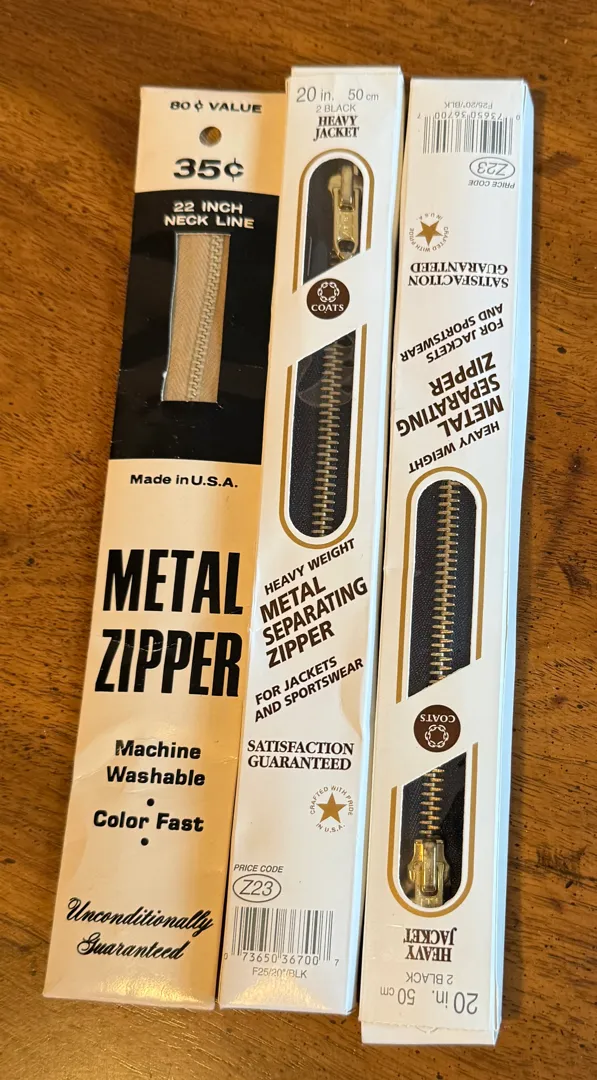 80¢ VALUE
35¢
22 INCH
NECK LINE
Made in U.S.A.
METAL
ZIPPER
Machine
Washable
•
Color Fast
•
Unconditionally
Guaranteed
20 in. 50 cm
2 BLACK
HEAVY
JACKET
COATS
HEAVY WEIGHT
METAL
SEPARATING
ZIPPER
FOR JACKETS
AND SPORTSWEAR
SATISFACTION
GUARANTEED
CRAFTED WITH PRIDE
IN U.S.A.
PRICE CODE
Z23
0 73650 36700 7
F25/20"/BLK
20 in. 50 cm
2 BLACK
HEAVY
JACKET
COATS
HEAVY WEIGHT
METAL
SEPARATING
ZIPPER
FOR JACKETS
AND SPORTSWEAR
SATISFACTION
GUARANTEED
CRAFTED WITH PRIDE
IN U.S.A.
PRICE CODE
Z23
0 73650 36700 7
F25/20"/BLK